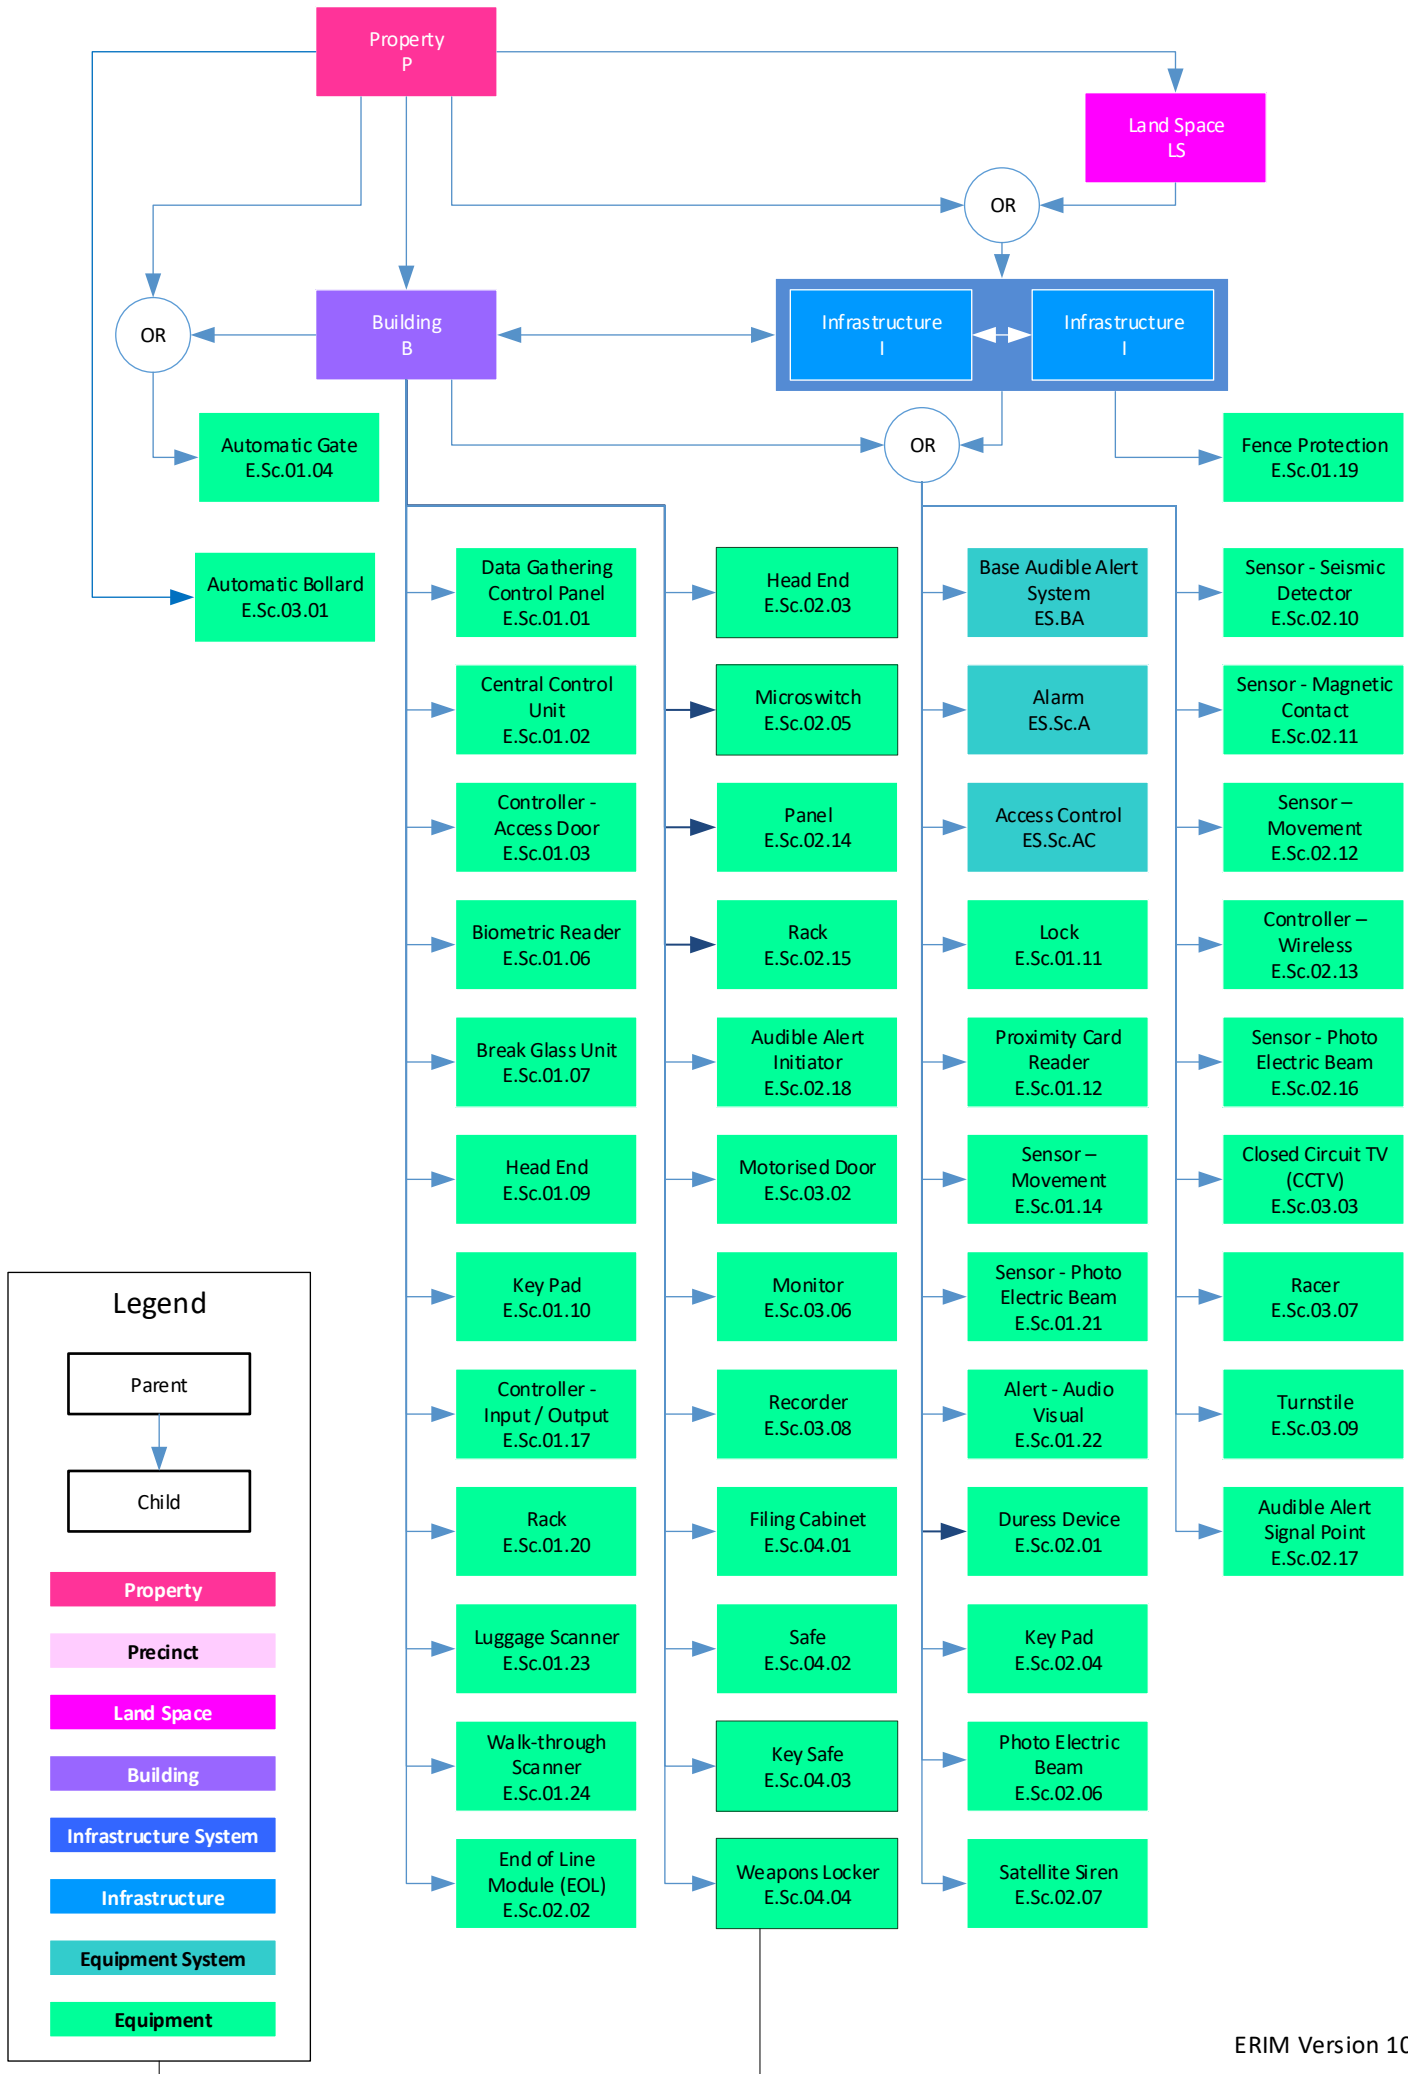 Property
P
Land Space
LS
OR
OR
Building
B
Infrastructure
I
Infrastructure
I
OR
Automatic Gate
E.Sc.01.04
Fence Protection
E.Sc.01.19
Automatic Bollard
E.Sc.03.01
Data Gathering
Control Panel
E.Sc.01.01
Central Control
Unit
E.Sc.01.02
Controller -
Access Door
E.Sc.01.03
Biometric Reader
E.Sc.01.06
Break Glass Unit
E.Sc.01.07
Head End
E.Sc.01.09
Key Pad
E.Sc.01.10
Controller -
Input / Output
E.Sc.01.17
Rack
E.Sc.01.20
Luggage Scanner
E.Sc.01.23
Walk-through
Scanner
E.Sc.01.24
End of Line
Module (EOL)
E.Sc.02.02
Head End
E.Sc.02.03
Microswitch
E.Sc.02.05
Panel
E.Sc.02.14
Rack
E.Sc.02.15
Audible Alert
Initiator
E.Sc.02.18
Motorised Door
E.Sc.03.02
Monitor
E.Sc.03.06
Recorder
E.Sc.03.08
Filing Cabinet
E.Sc.04.01
Safe
E.Sc.04.02
Key Safe
E.Sc.04.03
Weapons Locker
E.Sc.04.04
Base Audible Alert
System
ES.BA
Alarm
ES.Sc.A
Access Control
ES.Sc.AC
Lock
E.Sc.01.11
Proximity Card
Reader
E.Sc.01.12
Sensor –
Movement
E.Sc.01.14
Sensor - Photo
Electric Beam
E.Sc.01.21
Alert - Audio
Visual
E.Sc.01.22
Duress Device
E.Sc.02.01
Key Pad
E.Sc.02.04
Photo Electric
Beam
E.Sc.02.06
Satellite Siren
E.Sc.02.07
Sensor - Seismic
Detector
E.Sc.02.10
Sensor - Magnetic
Contact
E.Sc.02.11
Sensor –
Movement
E.Sc.02.12
Controller –
Wireless
E.Sc.02.13
Sensor - Photo
Electric Beam
E.Sc.02.16
Closed Circuit TV
(CCTV)
E.Sc.03.03
Racer
E.Sc.03.07
Turnstile
E.Sc.03.09
Audible Alert
Signal Point
E.Sc.02.17
Legend
Parent
Child
Property
Precinct
Land Space
Building
Infrastructure System
Infrastructure
Equipment System
Equipment
ERIM Version 10